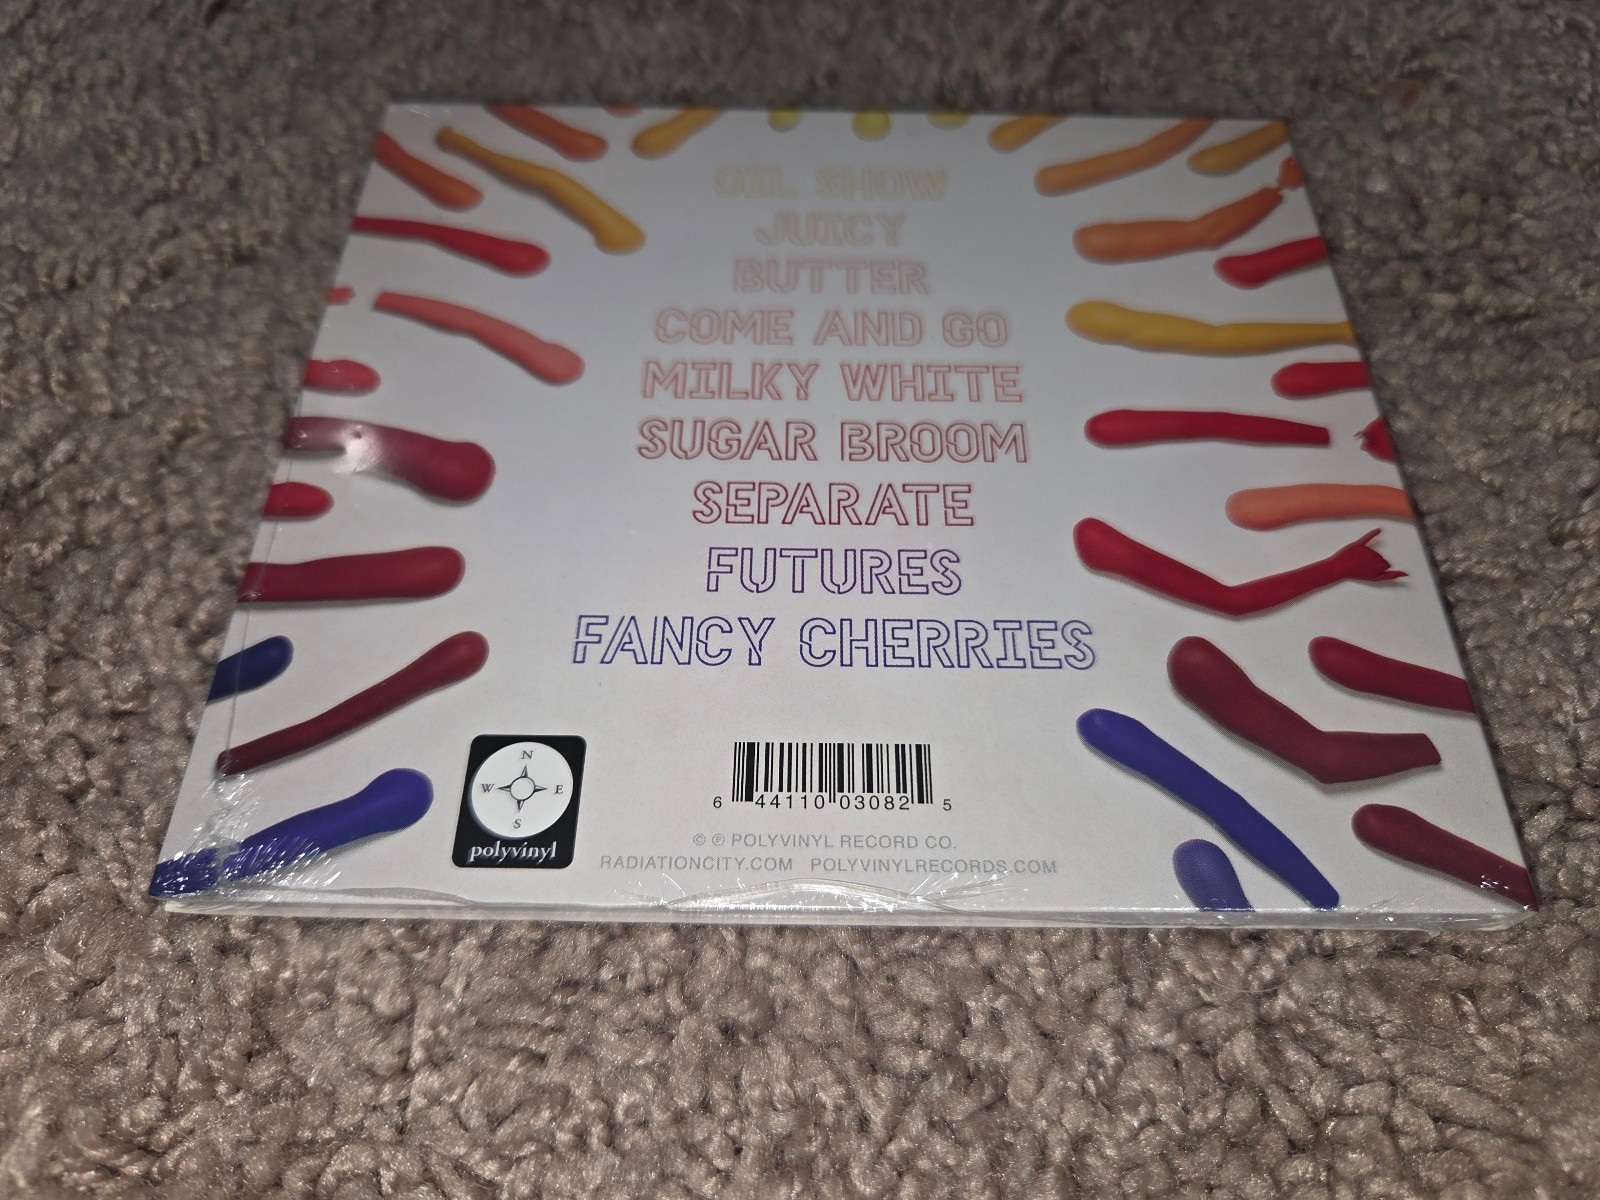 OIL SHOW
JUICY
BUTTER
COME AND GO
MILKY WHITE
SUGAR BROOM
SEPARATE
FUTURES
FANCY CHERRIES
N
W E
S
polyvinyl
6 44110 03082 5
© ℗ POLYVINYL RECORD CO.
RADIATIONCITY.COM POLYVINYLRECORDS.COM